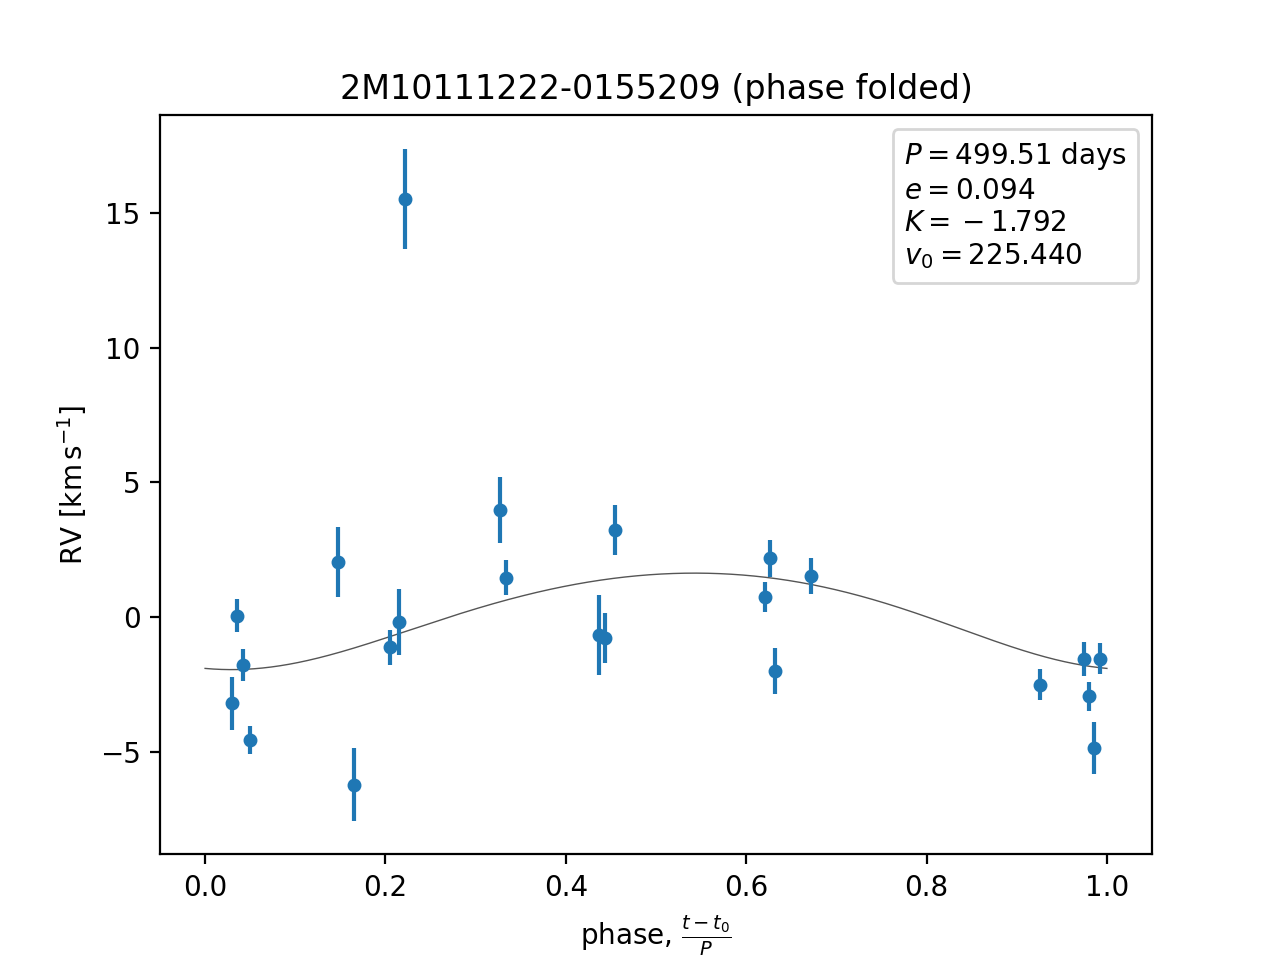 2M10111222-0155209 (phase folded)
P = 499.51 days
e = 0.094
K = −1.792
v₀ = 225.440
15
10
5
0
−5
RV [km s⁻¹]
0.0 0.2 0.4 0.6 0.8 1.0
phase, (t − t₀)/P